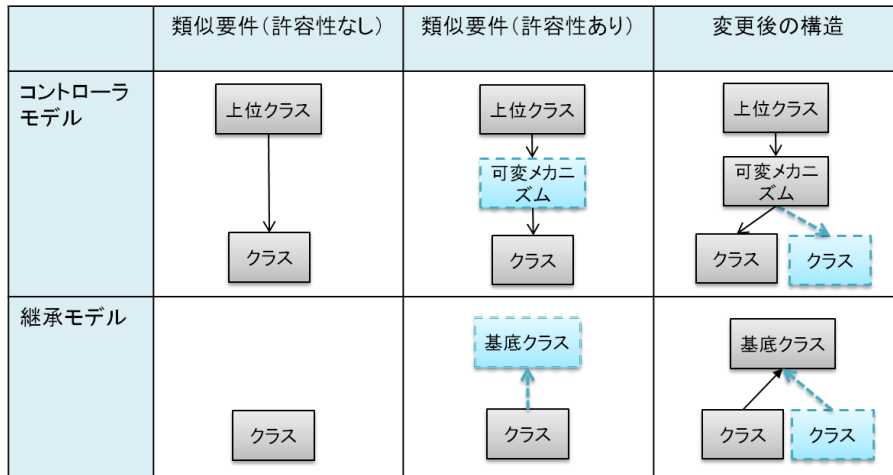 類似要件(許容性なし)
類似要件(許容性あり)
変更後の構造
コントローラ
モデル
上位クラス
クラス
上位クラス
可変メカニ
ズム
クラス
上位クラス
可変メカニ
ズム
クラス
クラス
継承モデル
クラス
基底クラス
クラス
基底クラス
クラス
クラス